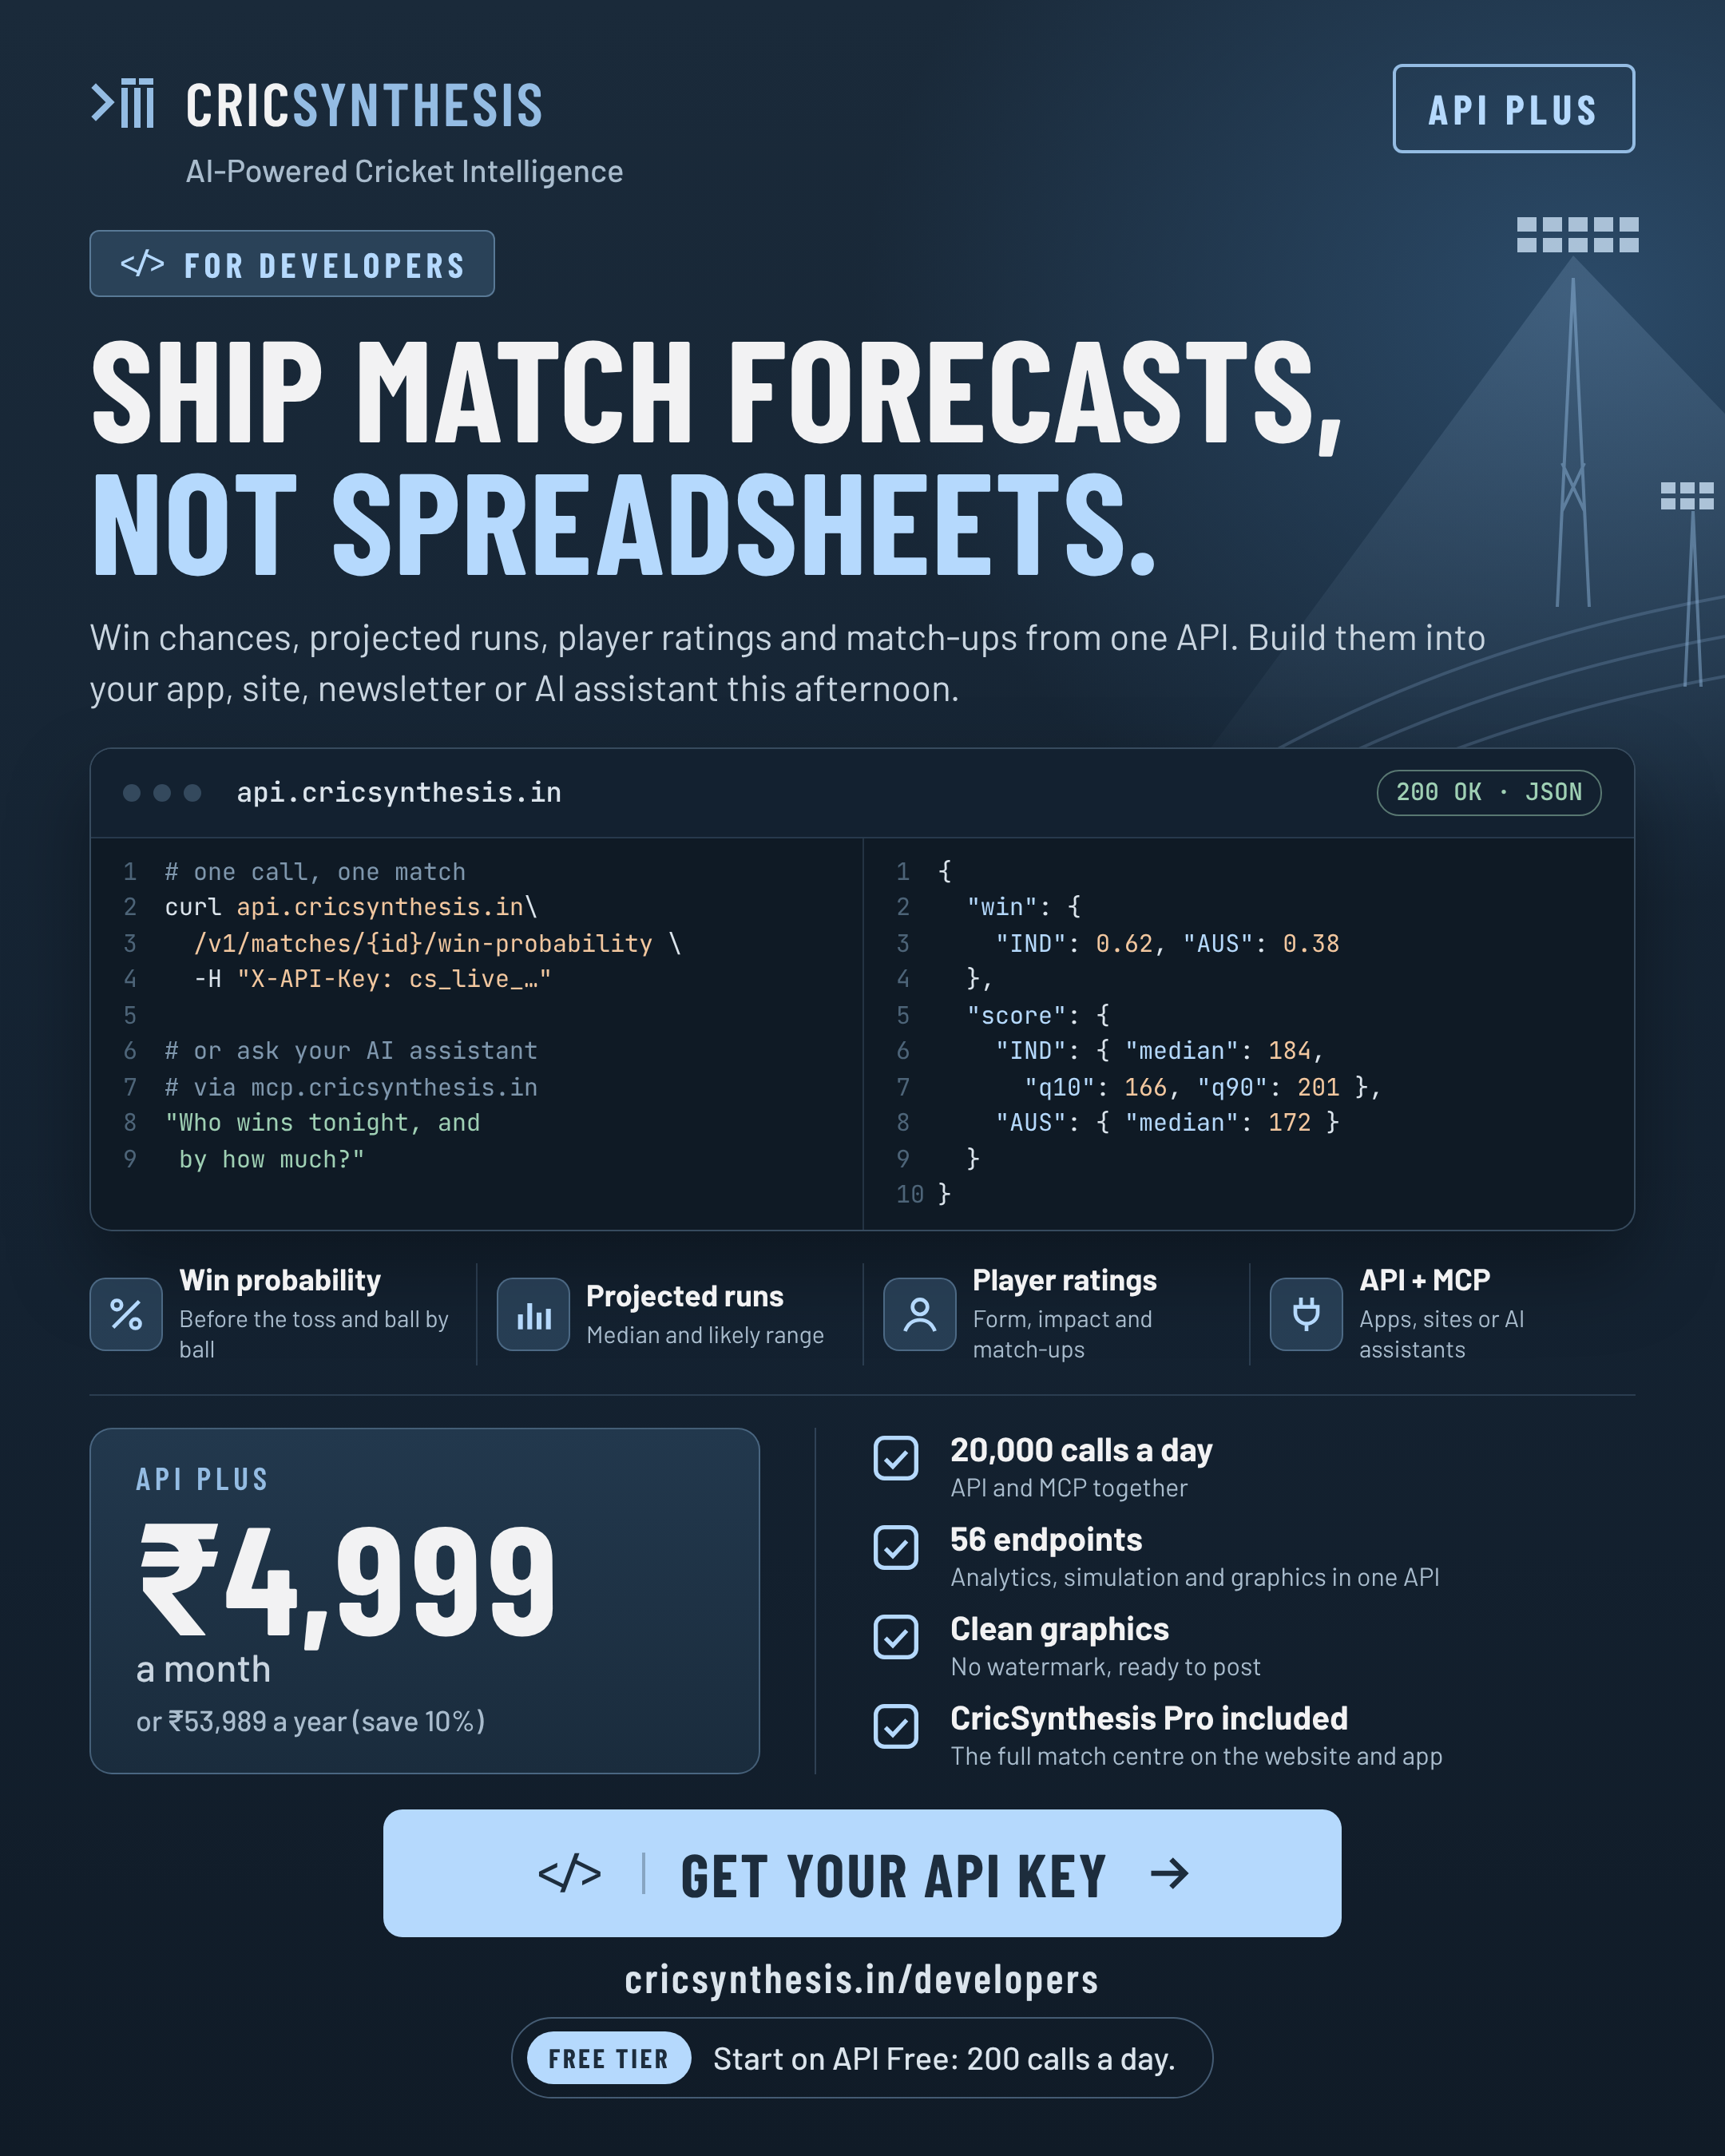 CRICSYNTHESIS
AI-Powered Cricket Intelligence
API PLUS
</> FOR DEVELOPERS
SHIP MATCH FORECASTS,
NOT SPREADSHEETS.
Win chances, projected runs, player ratings and match-ups from one API. Build them into
your app, site, newsletter or AI assistant this afternoon.
api.cricsynthesis.in
200 OK · JSON
1 # one call, one match
2 curl api.cricsynthesis.in\
3 /v1/matches/{id}/win-probability \
4 -H "X-API-Key: cs_live_…"
5
6 # or ask your AI assistant
7 # via mcp.cricsynthesis.in
8 "Who wins tonight, and
9 by how much?"
1 {
2 "win": {
3 "IND": 0.62, "AUS": 0.38
4 },
5 "score": {
6 "IND": { "median": 184,
7 "q10": 166, "q90": 201 },
8 "AUS": { "median": 172 }
9 }
10 }
Win probability
Before the toss and ball by
ball
Projected runs
Median and likely range
Player ratings
Form, impact and
match-ups
API + MCP
Apps, sites or AI
assistants
API PLUS
₹4,999
a month
or ₹53,989 a year (save 10%)
20,000 calls a day
API and MCP together
56 endpoints
Analytics, simulation and graphics in one API
Clean graphics
No watermark, ready to post
CricSynthesis Pro included
The full match centre on the website and app
</> | GET YOUR API KEY →
cricsynthesis.in/developers
FREE TIER Start on API Free: 200 calls a day.